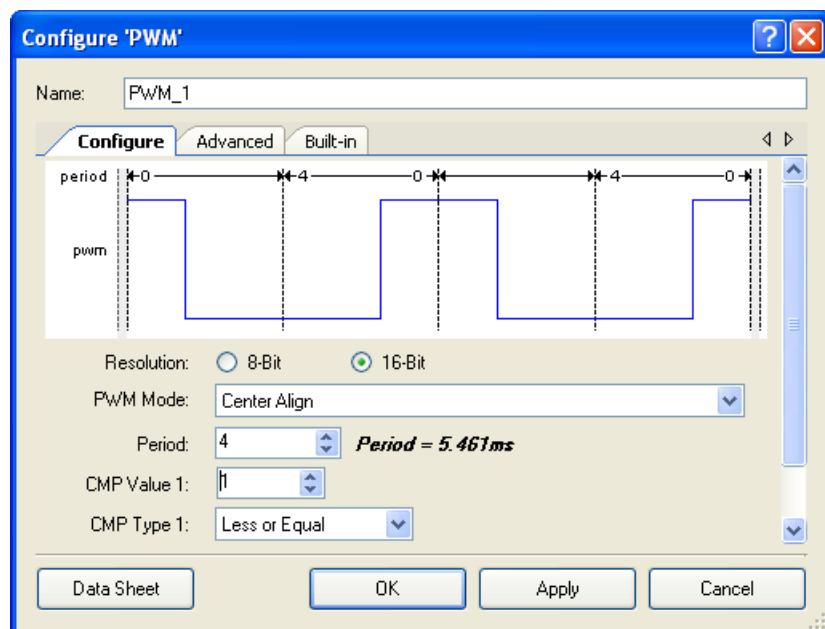 Configure 'PWM'
Name: PWM_1
Configure Advanced Built-in
period 0 4 0 4 0
pwm
Resolution: 8-Bit 16-Bit
PWM Mode: Center Align
Period: 4 Period = 5.461ms
CMP Value 1: 1
CMP Type 1: Less or Equal
Data Sheet OK Apply Cancel